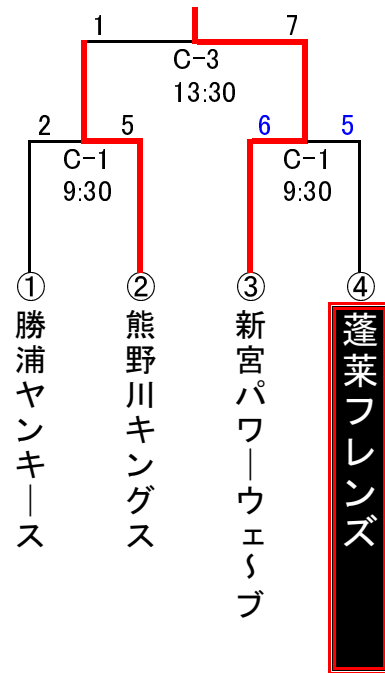 1 7
C-3
13:30
2 5 6 5
C-1 C-1
9:30 9:30
① ② ③ ④
勝浦ヤンキース
熊野川キングス
新宮パワーウェ～ブ
蓬莱フレンズ